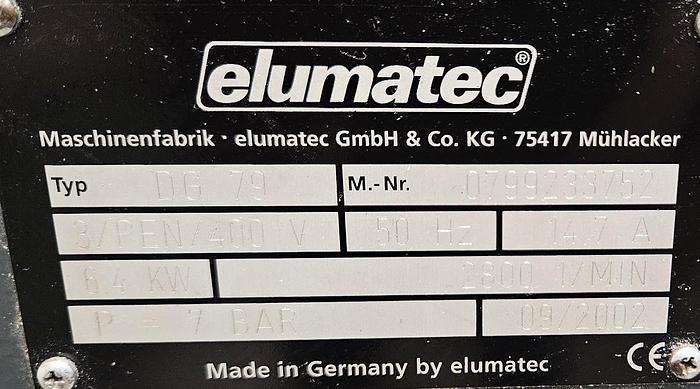 elumatec®
Maschinenfabrik · elumatec GmbH & Co. KG · 75417 Mühlacker
Typ DG 79 M.-Nr. 0799233752
3/PEN/400 V 50 Hz 14.7 A
6.4 KW 2800 1/MIN
P = 7 BAR 09/2002
Made in Germany by elumatec CE